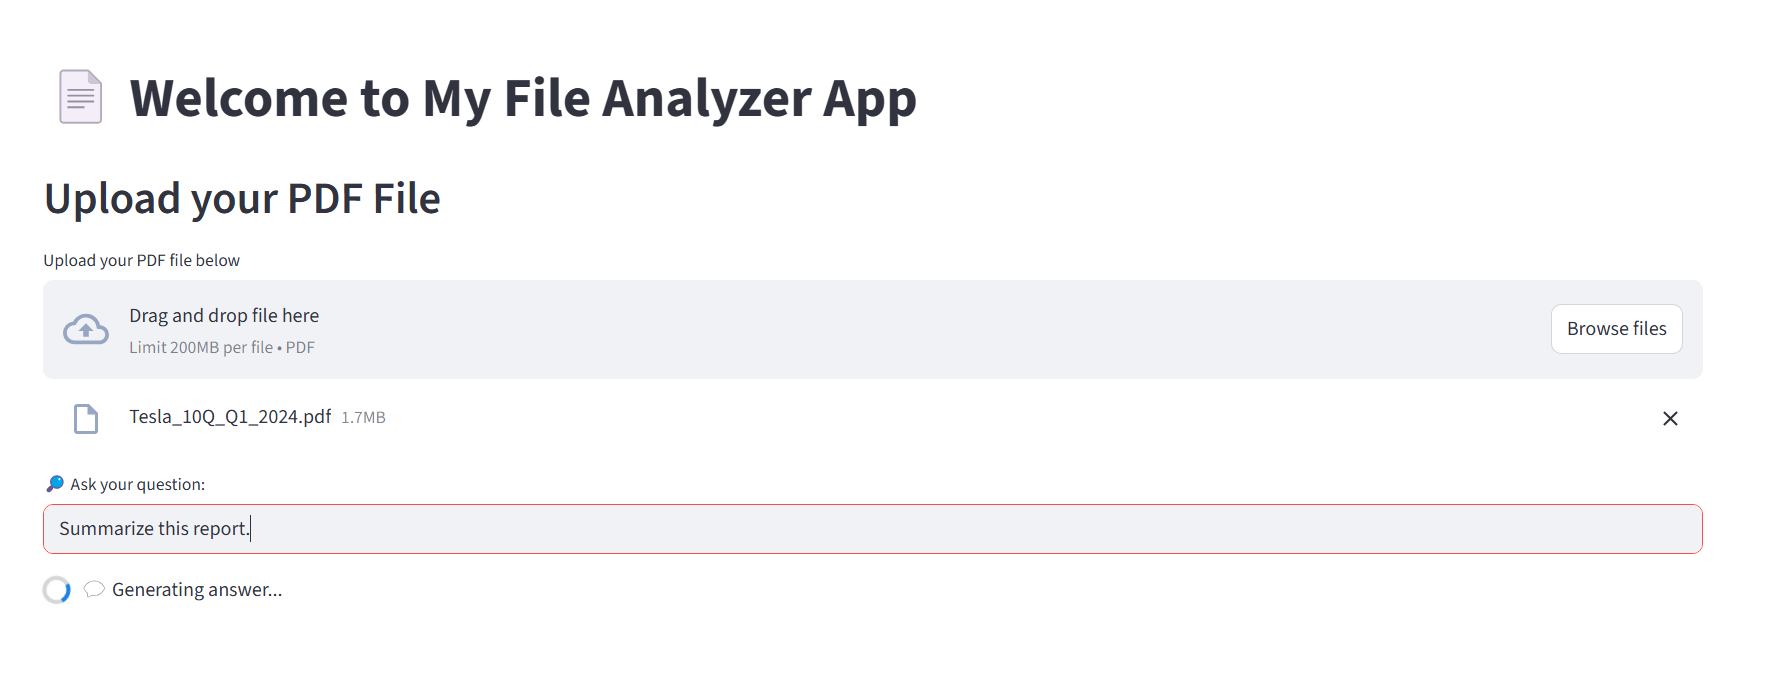 Welcome to My File Analyzer App
Upload your PDF File
Upload your PDF file below
Drag and drop file here
Limit 200MB per file • PDF
Browse files
Tesla_10Q_Q1_2024.pdf 1.7MB
Ask your question:
Summarize this report.
Generating answer...